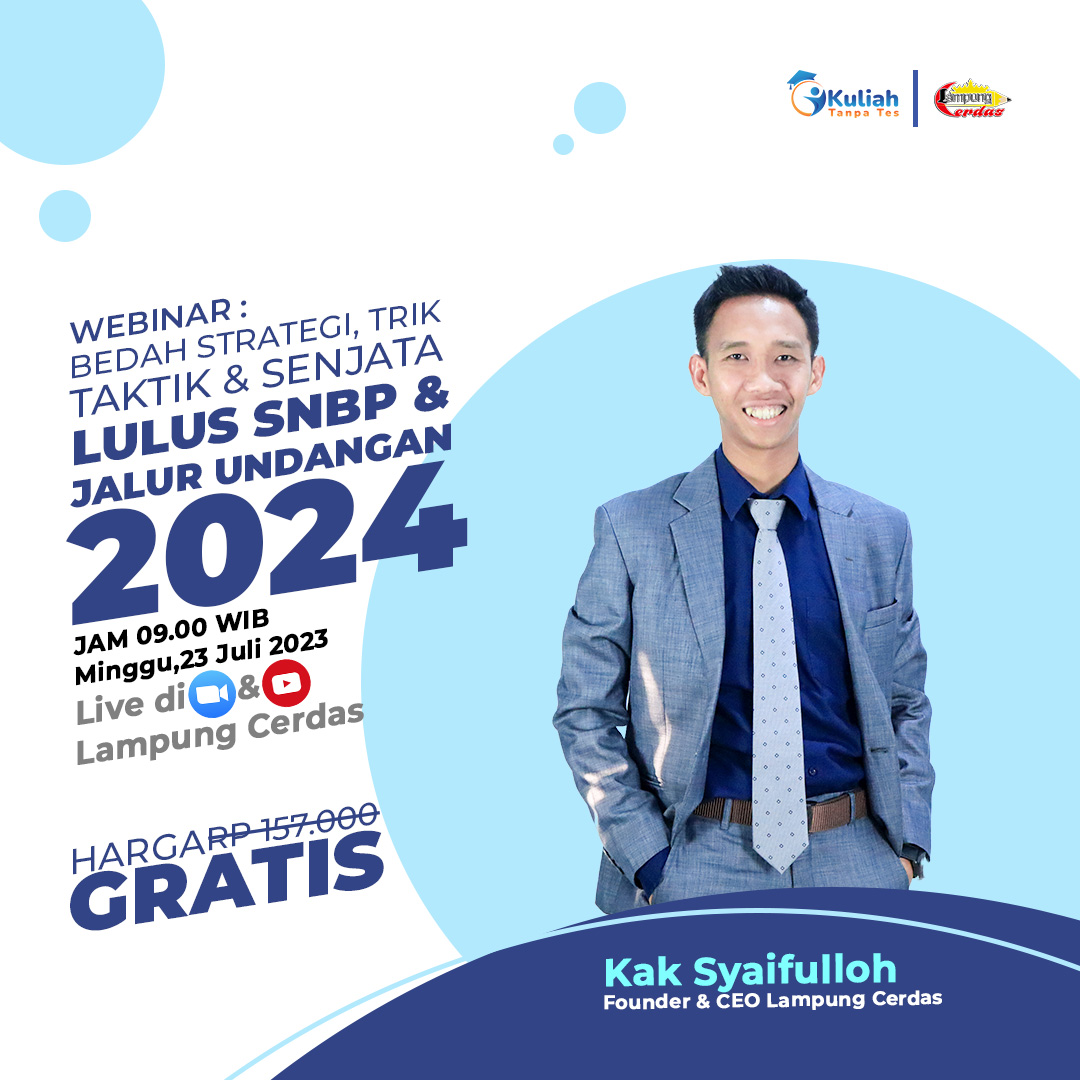 Kuliah
Tanpa Tes
Lampung
Cerdas
WEBINAR :
BEDAH STRATEGI, TRIK
TAKTIK & SENJATA
LULUS SNBP &
JALUR UNDANGAN
2024
JAM 09.00 WIB
Minggu,23 Juli 2023
Live di &
Lampung Cerdas
HARGA RP 157.000
GRATIS
Kak Syaifulloh
Founder & CEO Lampung Cerdas